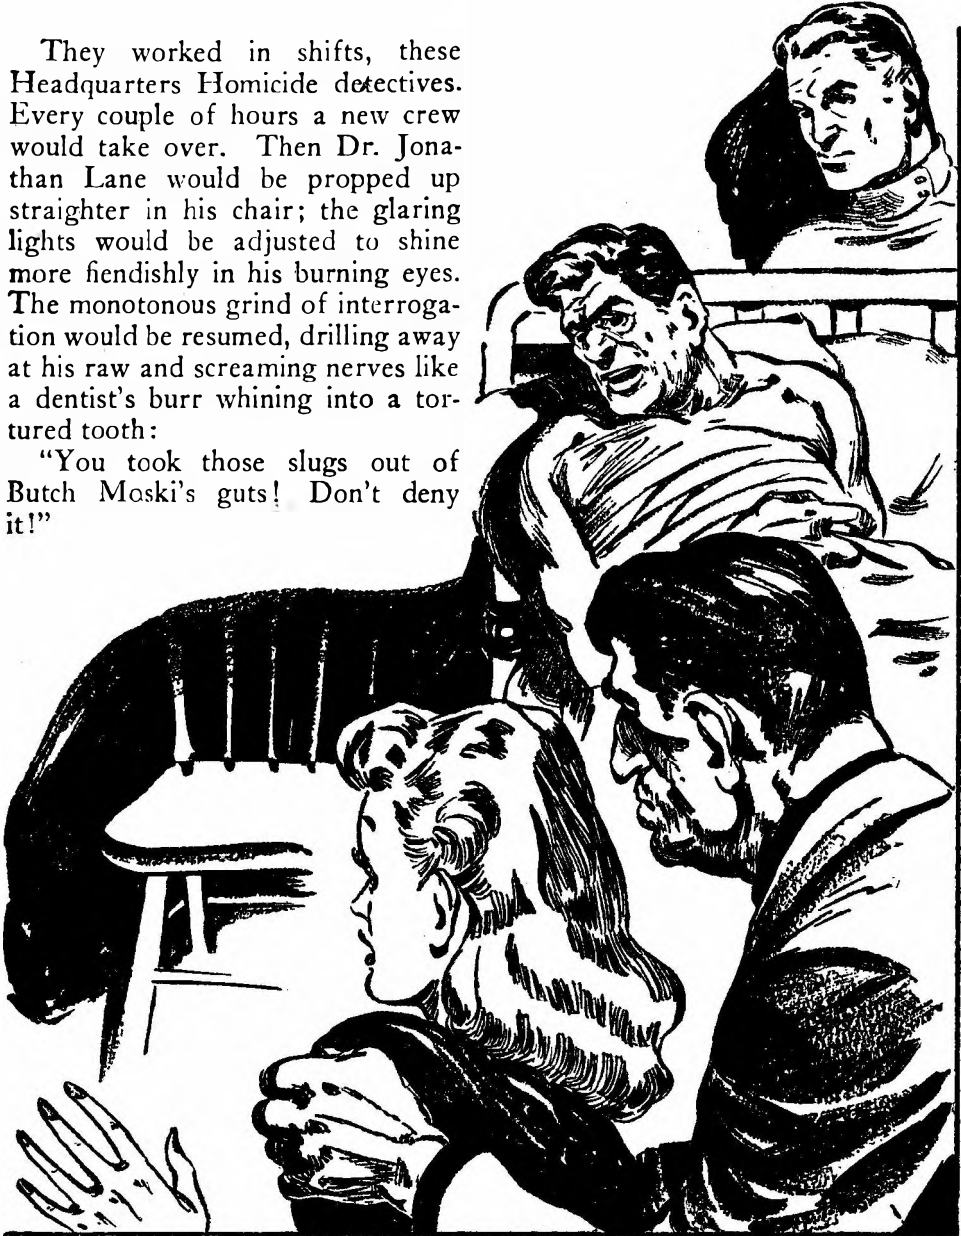 They worked in shifts, these
Headquarters Homicide detectives.
Every couple of hours a new crew
would take over. Then Dr. Jona-
than Lane would be propped up
straighter in his chair; the glaring
lights would be adjusted to shine
more fiendishly in his burning eyes.
The monotonous grind of interroga-
tion would be resumed, drilling away
at his raw and screaming nerves like
a dentist's burr whining into a tor-
tured tooth:
"You took those slugs out of
Butch Moski's guts! Don't deny
it!"